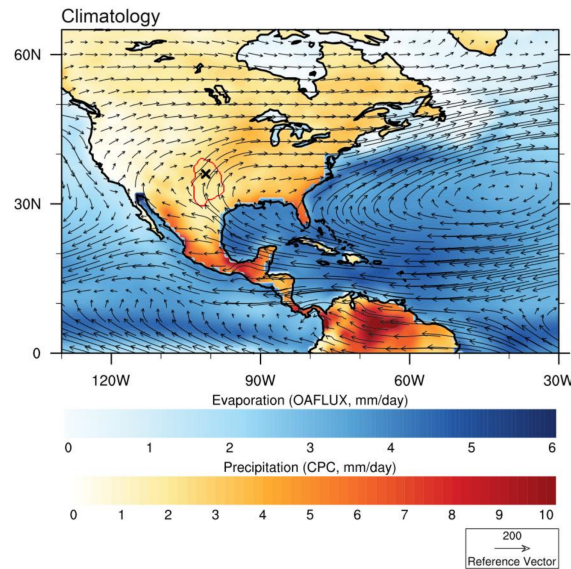 Climatology
60N
30N
0
120W 90W 60W 30W
Evaporation (OAFLUX, mm/day)
0 1 2 3 4 5 6
Precipitation (CPC, mm/day)
0 1 2 3 4 5 6 7 8 9 10
200
Reference Vector